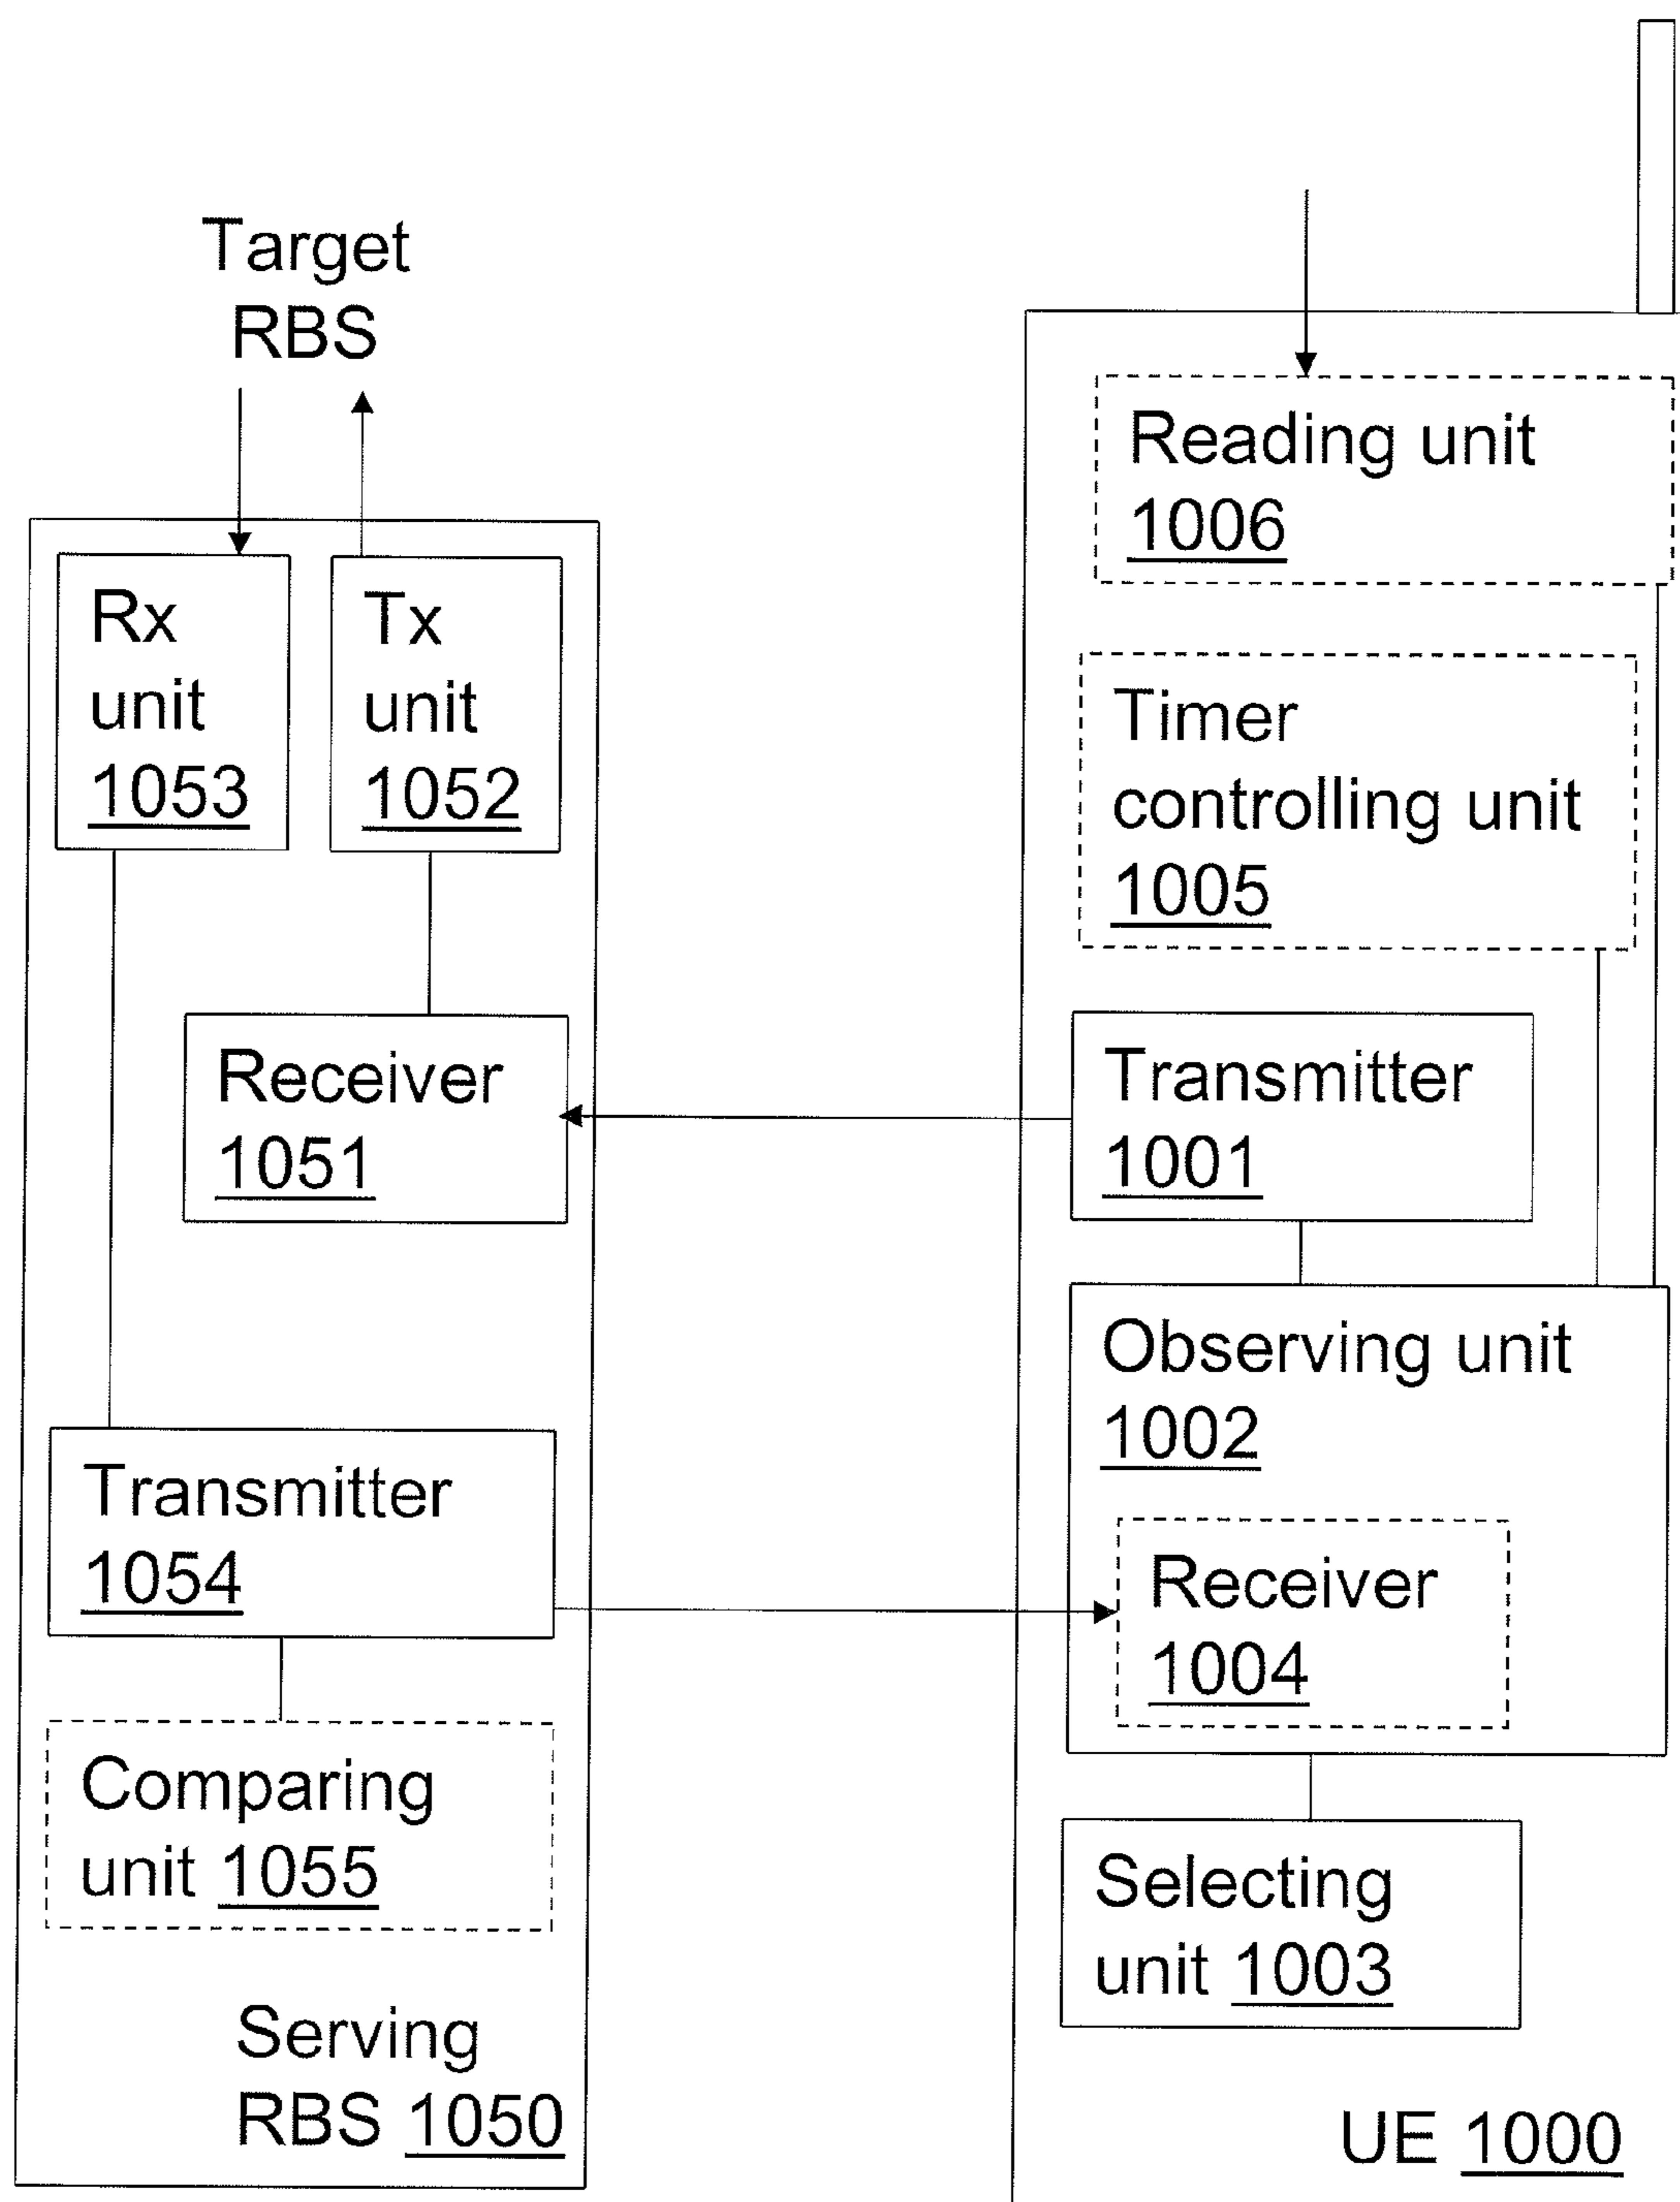 Target
RBS
Rx
unit
1053
Tx
unit
1052
Receiver
1051
Transmitter
1054
Comparing
unit 1055
Serving
RBS 1050
Reading unit
1006
Timer
controlling unit
1005
Transmitter
1001
Observing unit
1002
Receiver
1004
Selecting
unit 1003
UE 1000